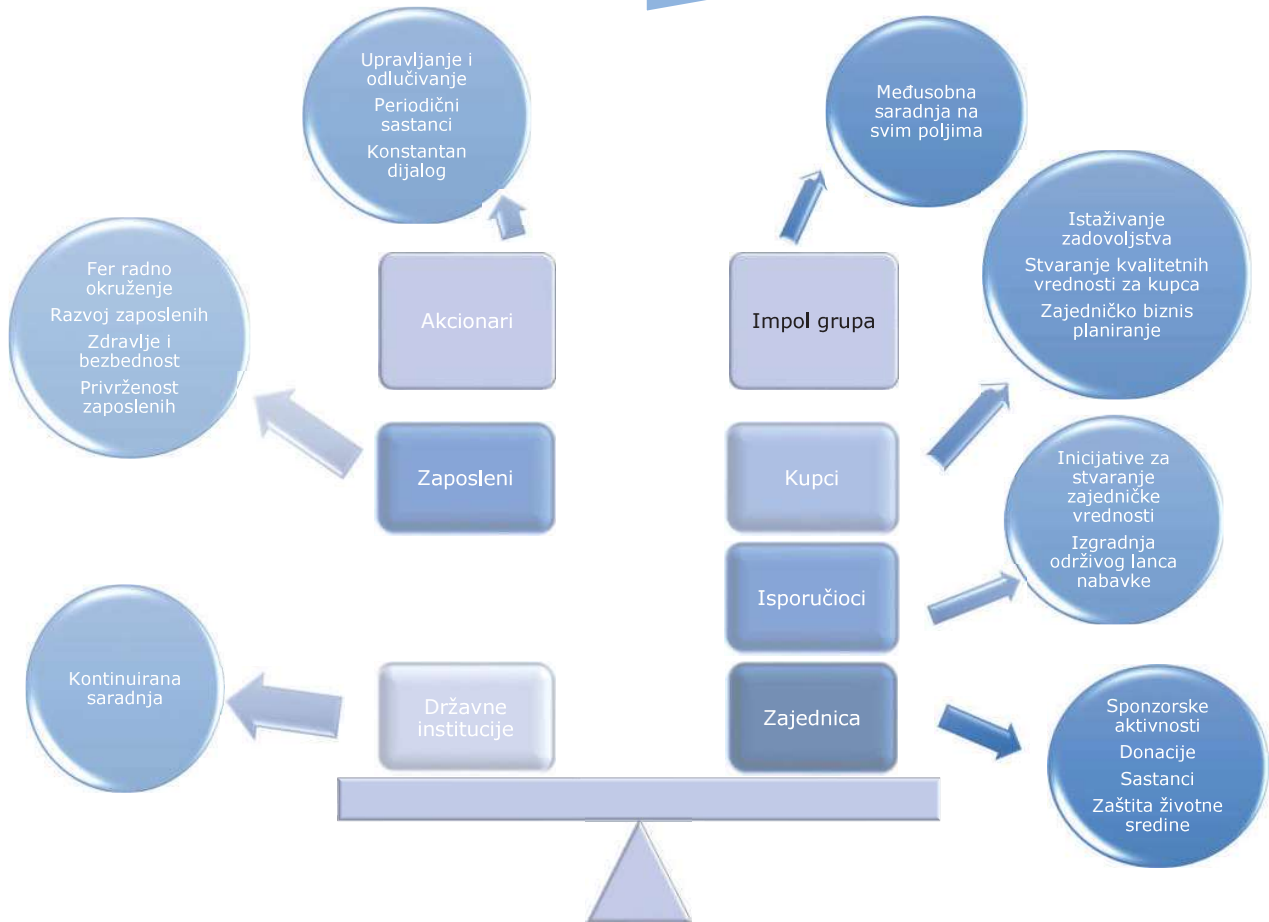 Upravljanje i
odlučivanje
Periodični
sastanci
Konstantan
dijalog
Međusobna
saradnja na
svim poljima
Fer radno
okruženje
Razvoj zaposlenih
Zdravlje i
bezbednost
Privrženost
zaposlenih
Akcionari
Impol grupa
Istaživanje
zadovoljstva
Stvaranje kvalitetnih
vrednosti za kupca
Zajedničko biznis
planiranje
Zaposleni
Kupci
Inicijative za
stvaranje
zajedničke
vrednosti
Izgradnja
održivog lanca
nabavke
Isporučioci
Kontinuirana
saradnja
Državne
institucije
Zajednica
Sponzorske
aktivnosti
Donacije
Sastanci
Zaštita životne
sredine